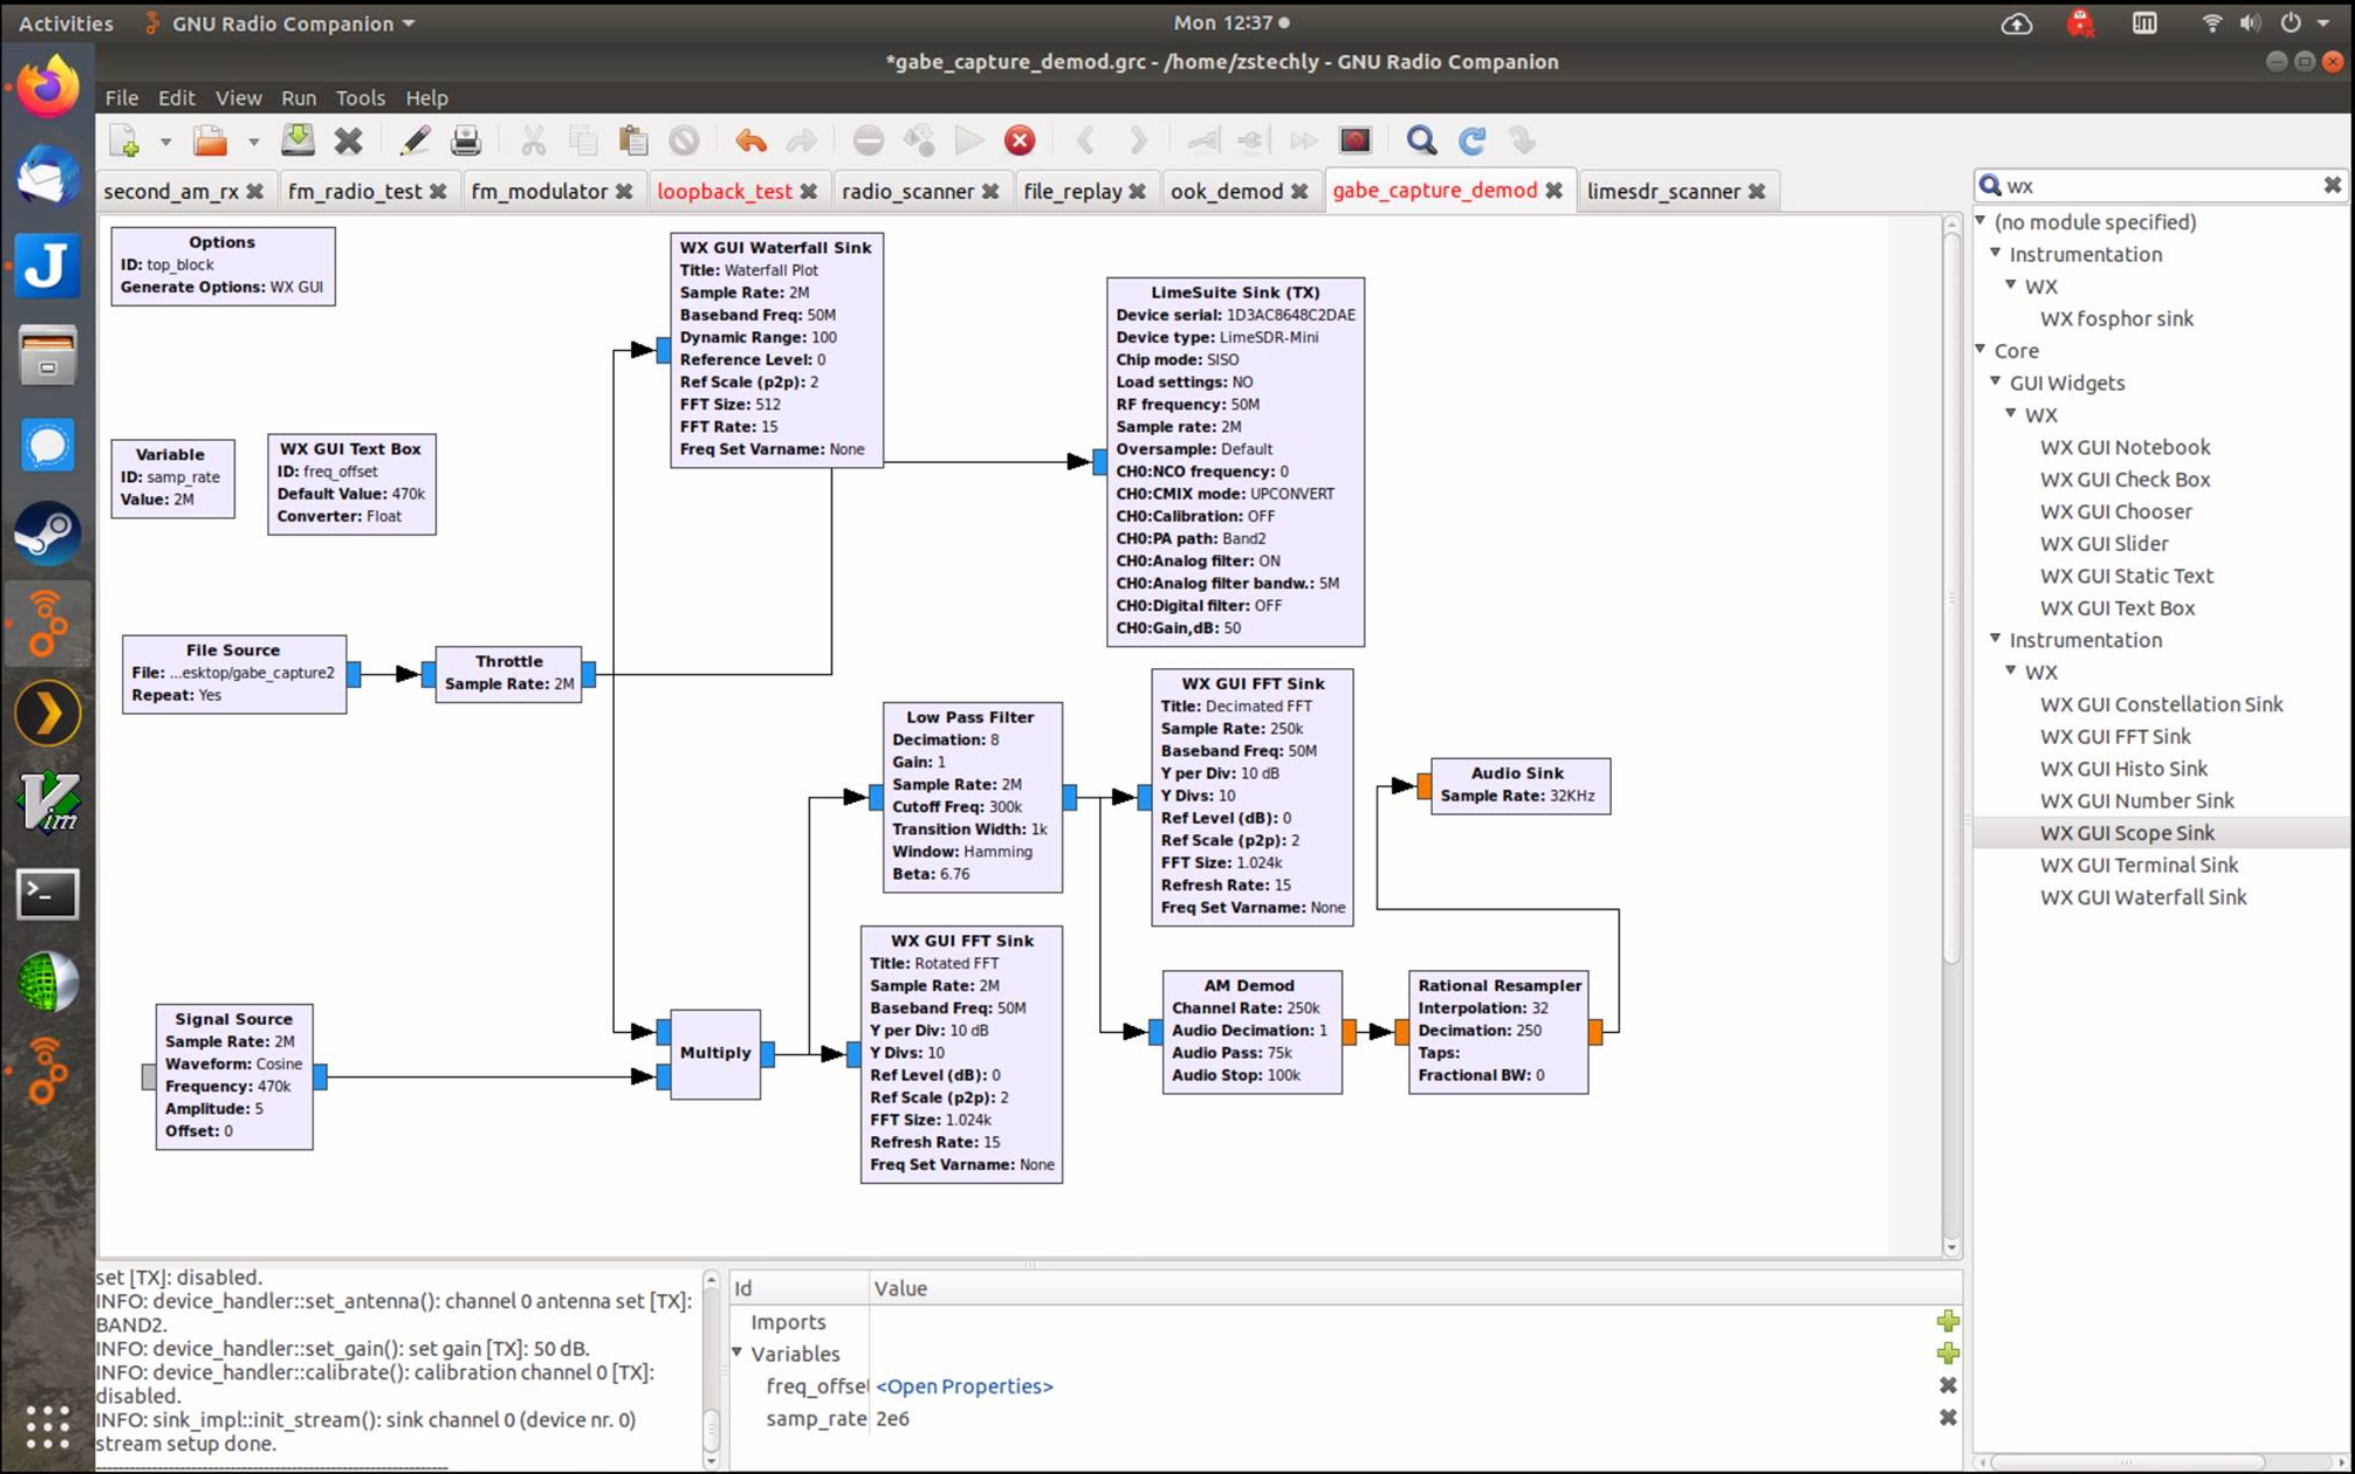 Activities
GNU Radio Companion
Mon 12:37
*gabe_capture_demod.grc - /home/zstechly - GNU Radio Companion
File Edit View Run Tools Help
second_am_rx
fm_radio_test
fm_modulator
loopback_test
radio_scanner
file_replay
ook_demod
gabe_capture_demod
limesdr_scanner
Options
ID: top_block
Generate Options: WX GUI
Variable
ID: samp_rate
Value: 2M
WX GUI Text Box
ID: freq_offset
Default Value: 470k
Converter: Float
WX GUI Waterfall Sink
Title: Waterfall Plot
Sample Rate: 2M
Baseband Freq: 50M
Dynamic Range: 100
Reference Level: 0
Ref Scale (p2p): 2
FFT Size: 512
FFT Rate: 15
Freq Set Varname: None
LimeSuite Sink (TX)
Device serial: 1D3AC8648C2DAE
Device type: LimeSDR-Mini
Chip mode: SISO
Load settings: NO
RF frequency: 50M
Sample rate: 2M
Oversample: Default
CH0:NCO frequency: 0
CH0:CMIX mode: UPCONVERT
CH0:Calibration: OFF
CH0:PA path: Band2
CH0:Analog filter: ON
CH0:Analog filter bandw.: 5M
CH0:Digital filter: OFF
CH0:Gain,dB: 50
File Source
File: ...esktop/gabe_capture2
Repeat: Yes
Throttle
Sample Rate: 2M
Low Pass Filter
Decimation: 8
Gain: 1
Sample Rate: 2M
Cutoff Freq: 300k
Transition Width: 1k
Window: Hamming
Beta: 6.76
WX GUI FFT Sink
Title: Decimated FFT
Sample Rate: 250k
Baseband Freq: 50M
Y per Div: 10 dB
Y Divs: 10
Ref Level (dB): 0
Ref Scale (p2p): 2
FFT Size: 1.024k
Refresh Rate: 15
Freq Set Varname: None
Audio Sink
Sample Rate: 32KHz
Signal Source
Sample Rate: 2M
Waveform: Cosine
Frequency: 470k
Amplitude: 5
Offset: 0
Multiply
WX GUI FFT Sink
Title: Rotated FFT
Sample Rate: 2M
Baseband Freq: 50M
Y per Div: 10 dB
Y Divs: 10
Ref Level (dB): 0
Ref Scale (p2p): 2
FFT Size: 1.024k
Refresh Rate: 15
Freq Set Varname: None
AM Demod
Channel Rate: 250k
Audio Decimation: 1
Audio Pass: 75k
Audio Stop: 100k
Rational Resampler
Interpolation: 32
Decimation: 250
Taps:
Fractional BW: 0
wx
(no module specified)
Instrumentation
WX
WX fosphor sink
Core
GUI Widgets
WX
WX GUI Notebook
WX GUI Check Box
WX GUI Chooser
WX GUI Slider
WX GUI Static Text
WX GUI Text Box
Instrumentation
WX
WX GUI Constellation Sink
WX GUI FFT Sink
WX GUI Histo Sink
WX GUI Number Sink
WX GUI Scope Sink
WX GUI Terminal Sink
WX GUI Waterfall Sink
set [TX]: disabled.
INFO: device_handler::set_antenna(): channel 0 antenna set [TX]:
BAND2.
INFO: device_handler::set_gain(): set gain [TX]: 50 dB.
INFO: device_handler::calibrate(): calibration channel 0 [TX]:
disabled.
INFO: sink_impl::init_stream(): sink channel 0 (device nr. 0)
stream setup done.
Id Value
Imports
Variables
freq_offset <Open Properties>
samp_rate 2e6
J
Vim